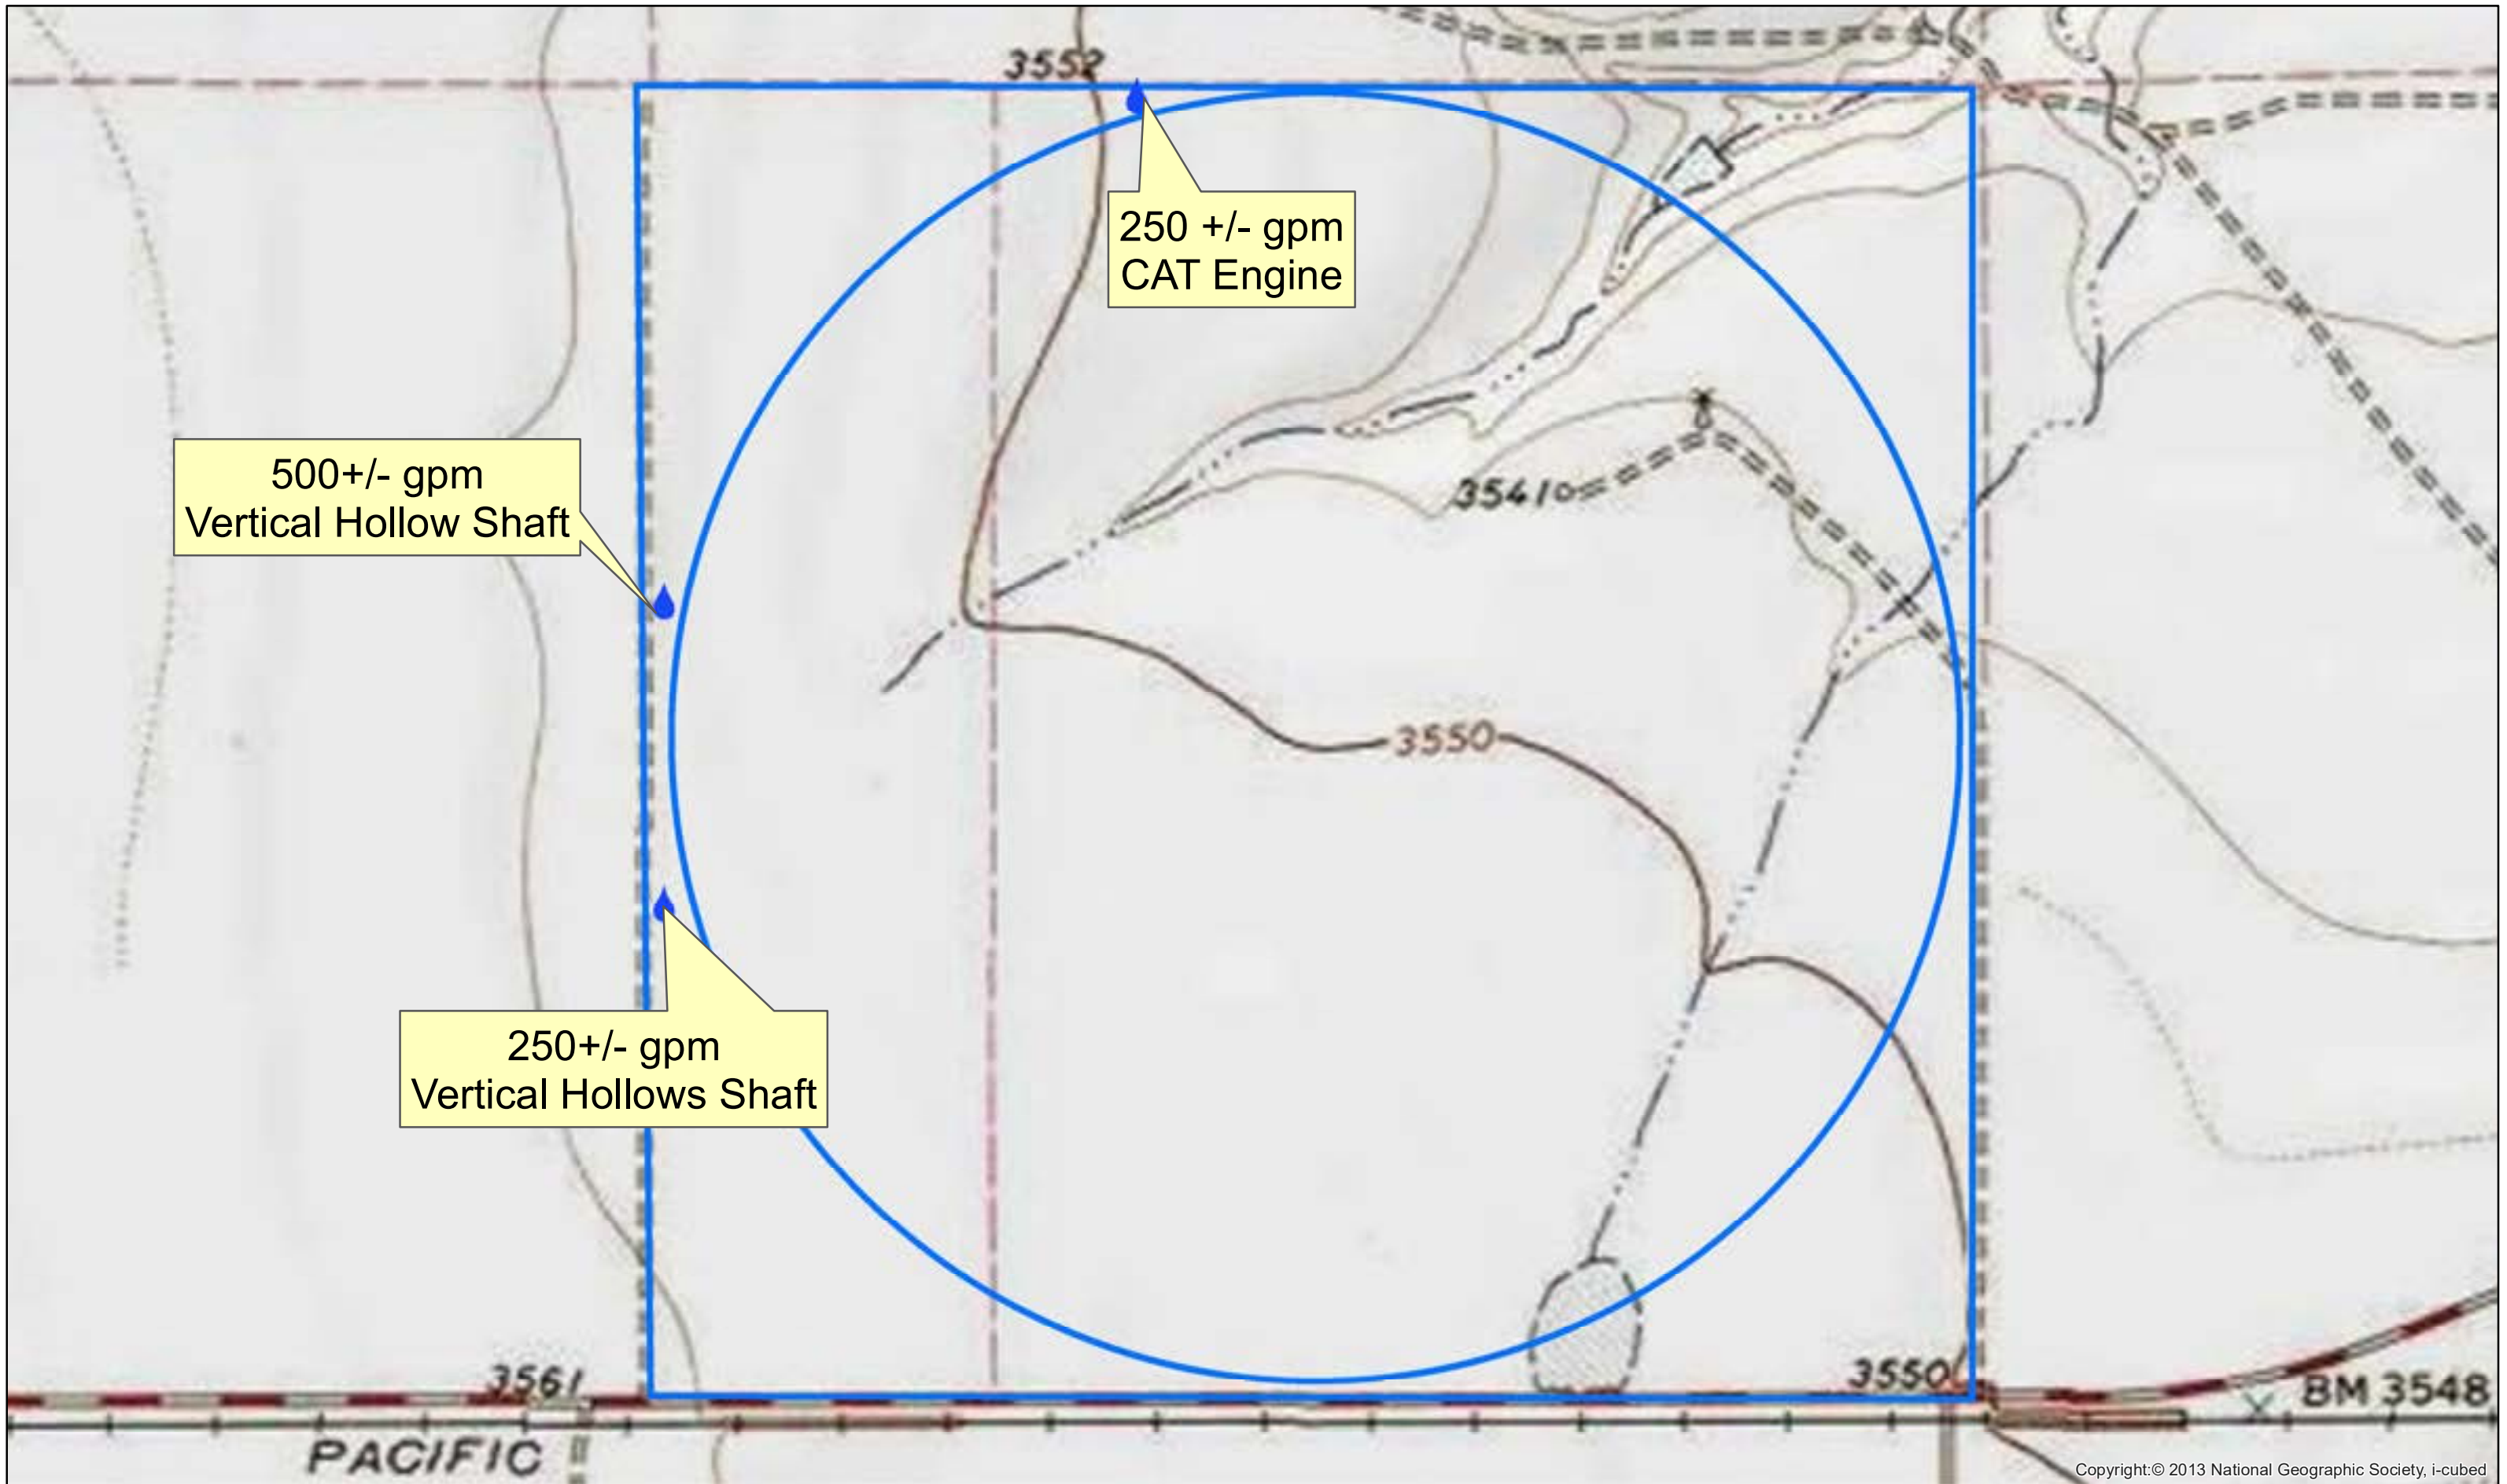 3552
250 +/- gpm
CAT Engine
500+/- gpm
Vertical Hollow Shaft
3541
3550
250+/- gpm
Vertical Hollows Shaft
3561
3550
BM 3548
PACIFIC
Copyright:© 2013 National Geographic Society, i-cubed